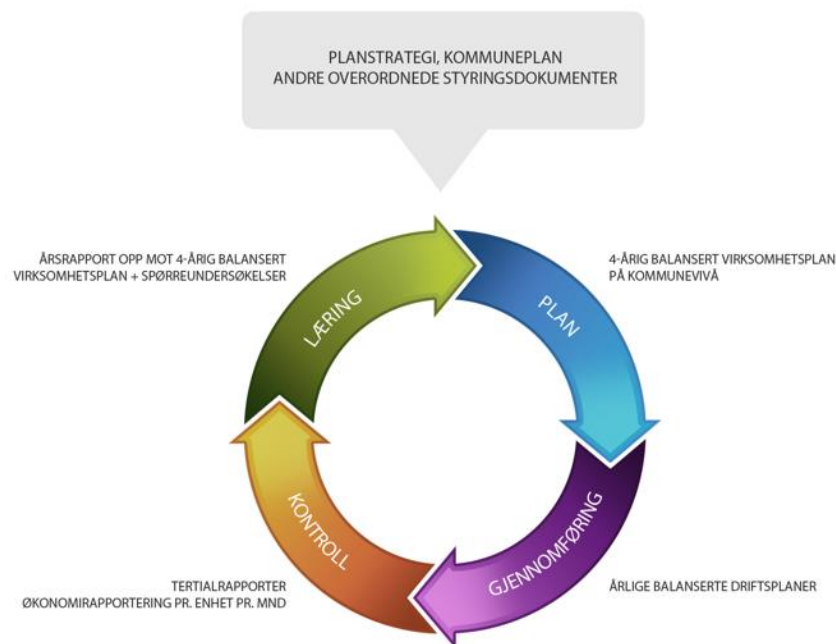 PLANSTRATEGI, KOMMUNEPLAN
ANDRE OVERORDNEDE STYRINGSDOKUMENTER
ÅRSRAPPORT OPP MOT 4-ÅRIG BALANSERT
VIRKSOMHETSPLAN + SPØRREUNDERSØKELSER
4-ÅRIG BALANSERT VIRKSOMHETSPLAN
PÅ KOMMUNEVIVÅ
LÆRING
PLAN
KONTROLL
GJENNOMFØRING
TERTIALRAPPORTER
ØKONOMIRAPPORTERING PR. ENHET PR. MND
ÅRLIGE BALANSERTE DRIFTSPLANER